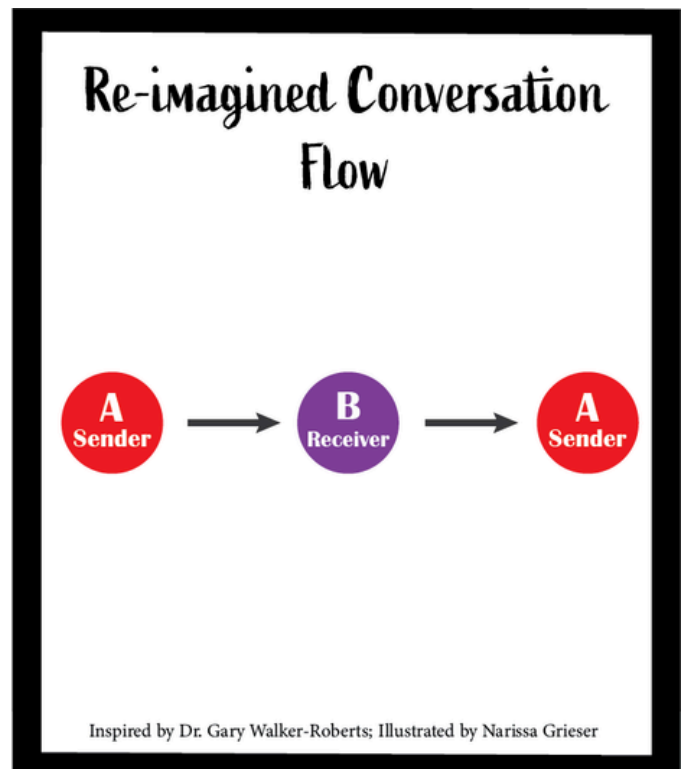 Re-imagined Conversation
Flow
A
Sender
B
Receiver
A
Sender
Inspired by Dr. Gary Walker-Roberts; Illustrated by Narissa Grieser